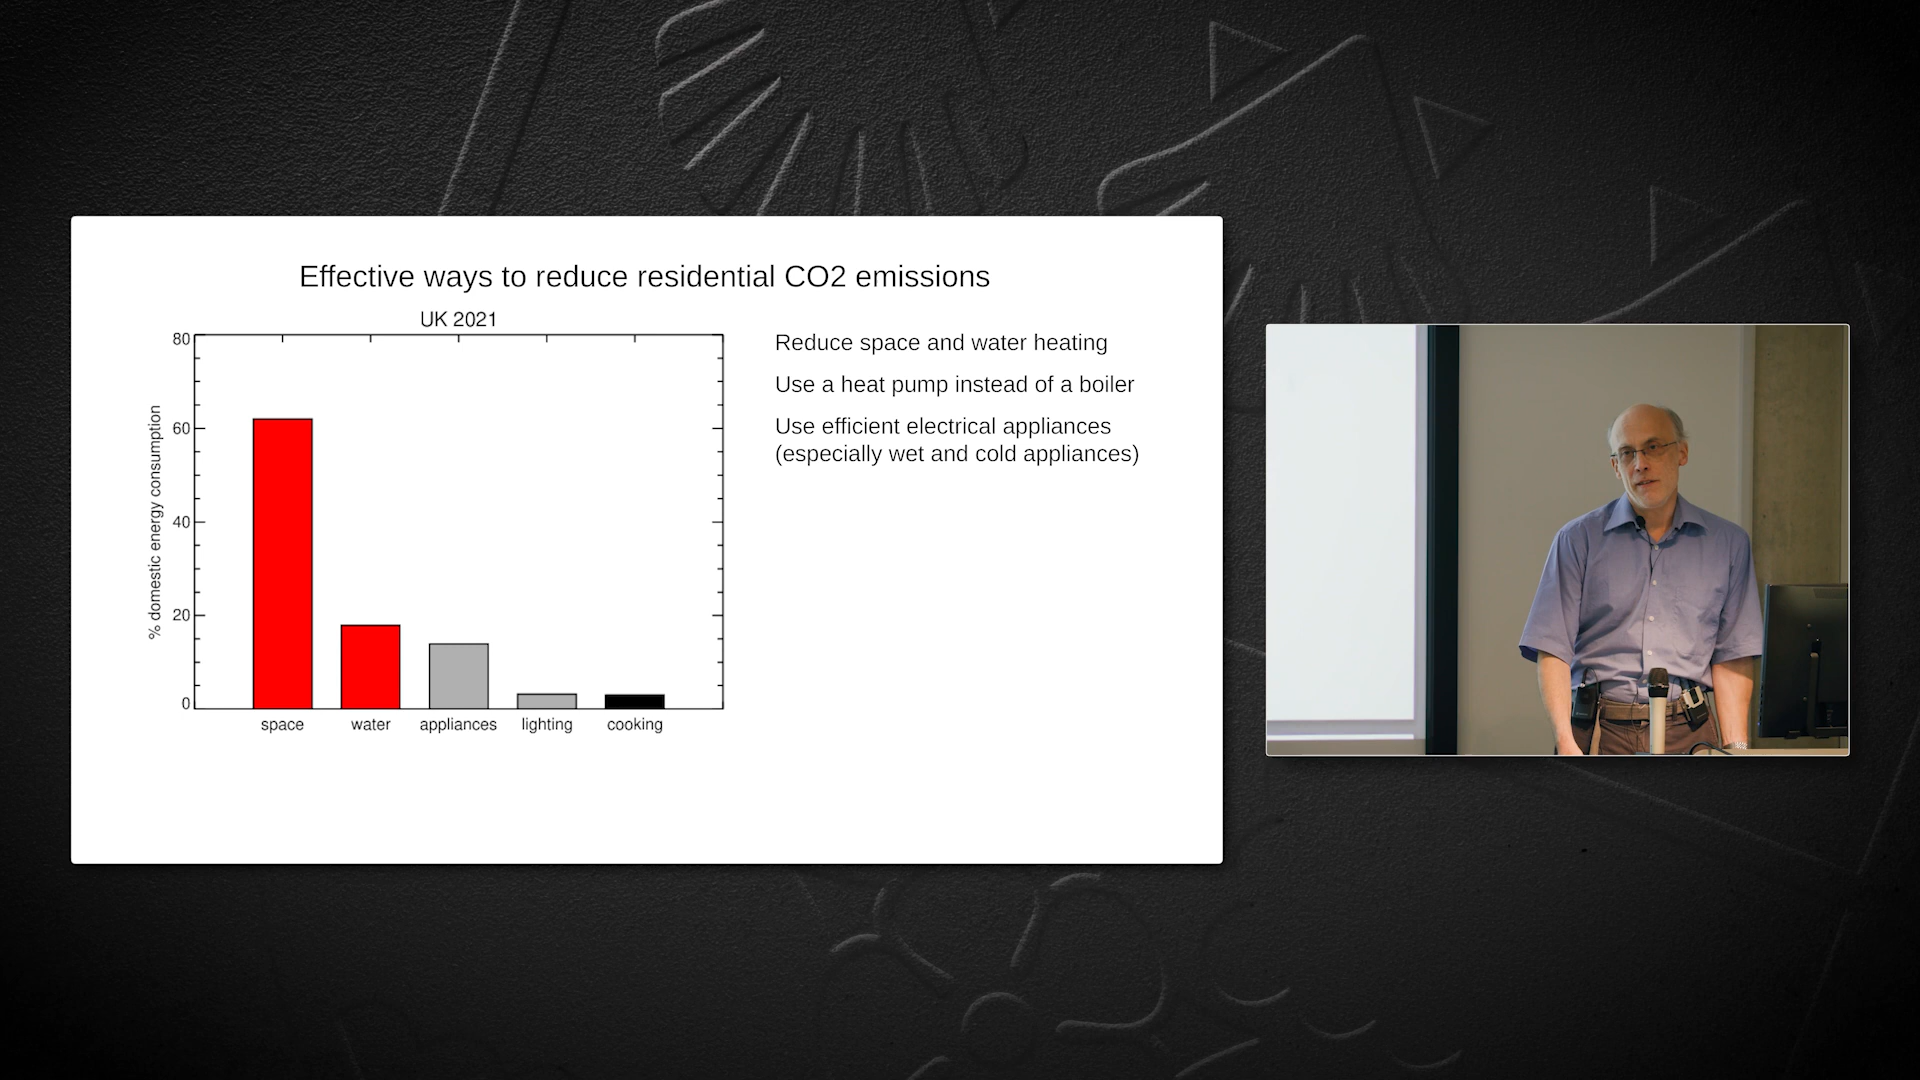 Effective ways to reduce residential CO2 emissions
UK 2021
80
60
40
20
0
% domestic energy consumption
space
water
appliances
lighting
cooking
Reduce space and water heating
Use a heat pump instead of a boiler
Use efficient electrical appliances
(especially wet and cold appliances)